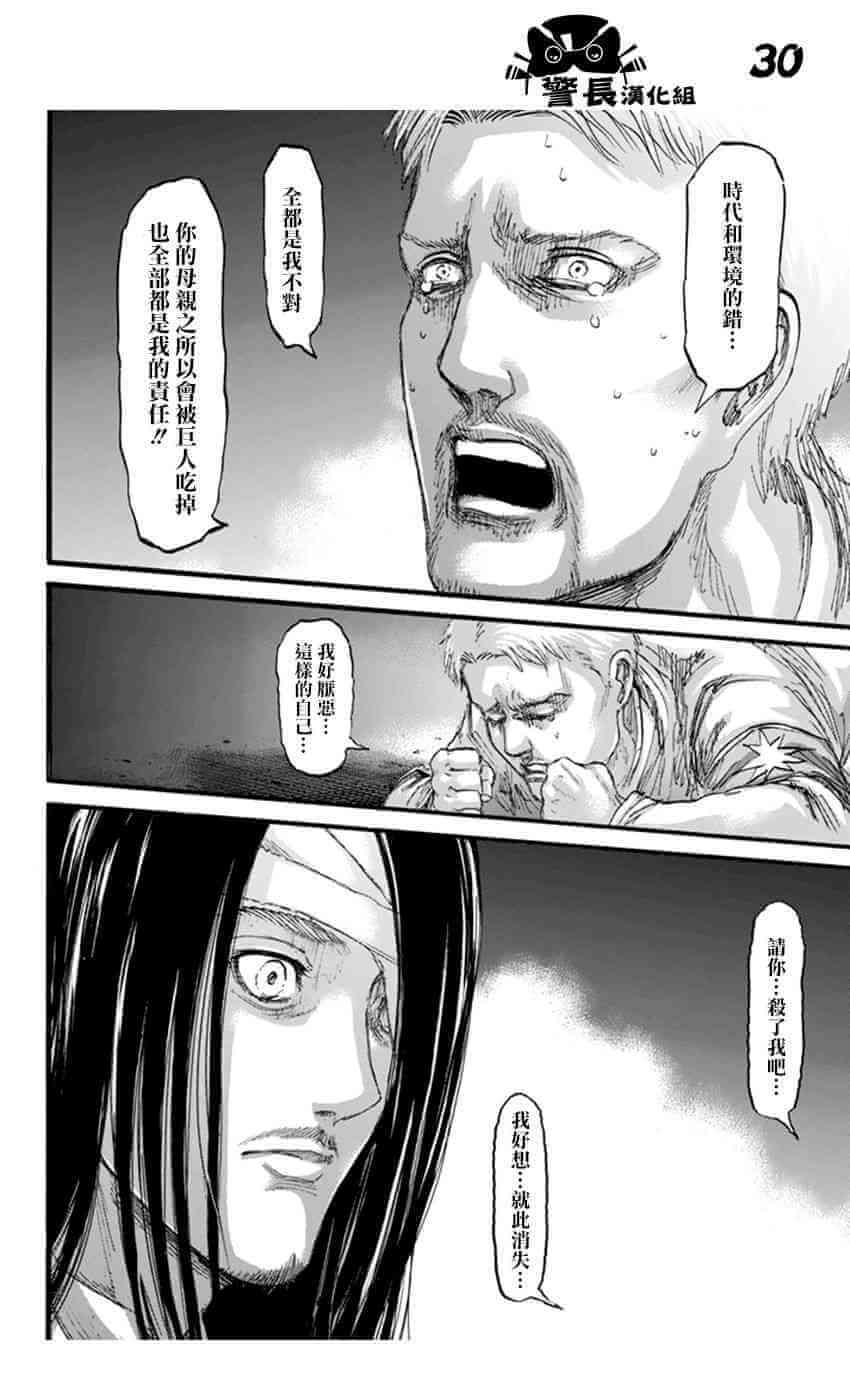 警長漢化組
30
時代和環境的錯…
全都是我不對
你的母親之所以會被巨人吃掉
也全部都是我的責任!!
我好厭惡…
這樣的自己…
請你…殺了我吧…
我好想…就此消失…